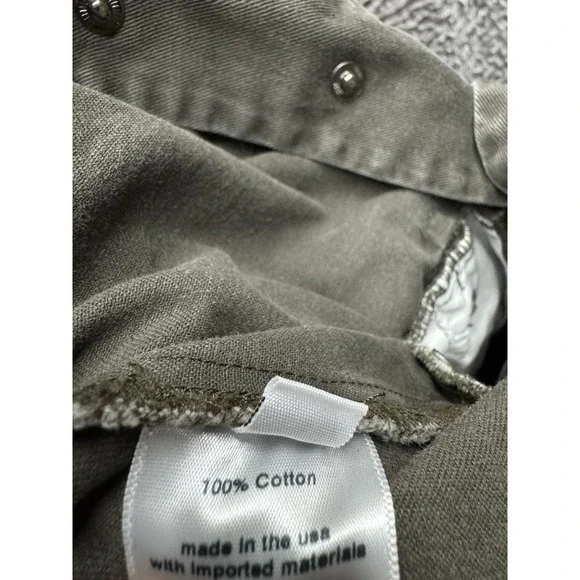 100% Cotton
made in the usa
with imported materials